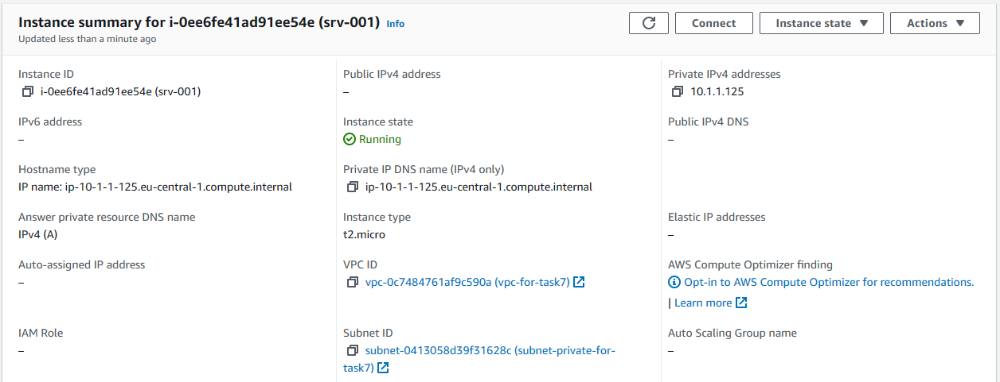 Instance summary for i-0ee6fe41ad91ee54e (srv-001) Info
Updated less than a minute ago
Connect
Instance state
Actions
Instance ID
i-0ee6fe41ad91ee54e (srv-001)
Public IPv4 address
–
Private IPv4 addresses
10.1.1.125
IPv6 address
–
Instance state
Running
Public IPv4 DNS
–
Hostname type
IP name: ip-10-1-1-125.eu-central-1.compute.internal
Private IP DNS name (IPv4 only)
ip-10-1-1-125.eu-central-1.compute.internal
Answer private resource DNS name
IPv4 (A)
Instance type
t2.micro
Elastic IP addresses
–
Auto-assigned IP address
–
VPC ID
vpc-0c7484761af9c590a (vpc-for-task7)
AWS Compute Optimizer finding
Opt-in to AWS Compute Optimizer for recommendations.
| Learn more
IAM Role
–
Subnet ID
subnet-0413058d39f31628c (subnet-private-for-
task7)
Auto Scaling Group name
–